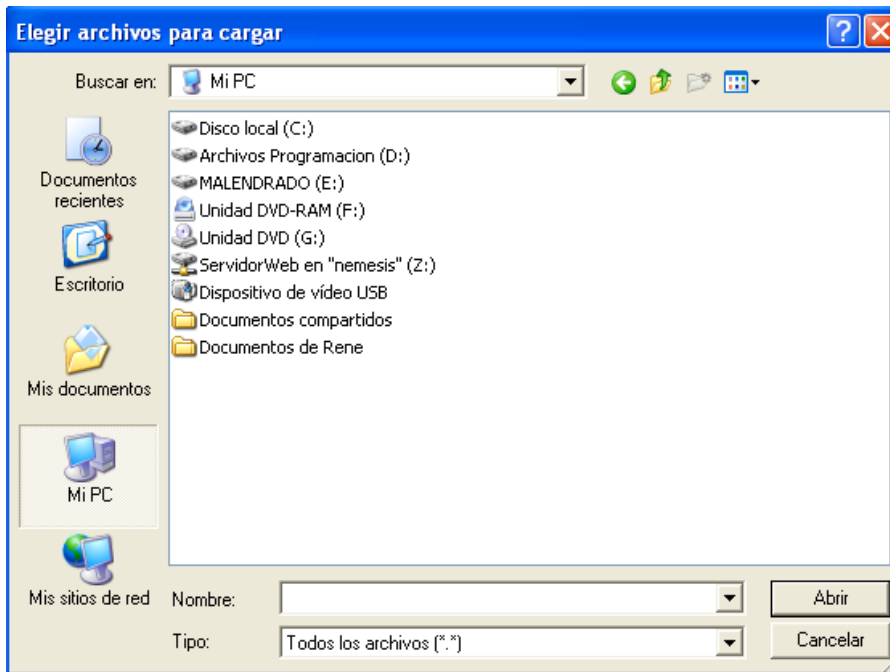 Elegir archivos para cargar
Buscar en: Mi PC
Disco local (C:)
Archivos Programacion (D:)
MALENDRADO (E:)
Unidad DVD-RAM (F:)
Unidad DVD (G:)
ServidorWeb en "nemesis" (Z:)
Dispositivo de vídeo USB
Documentos compartidos
Documentos de Rene
Documentos
recientes
Escritorio
Mis documentos
Mi PC
Mis sitios de red
Nombre:
Abrir
Tipo: Todos los archivos (*.*)
Cancelar